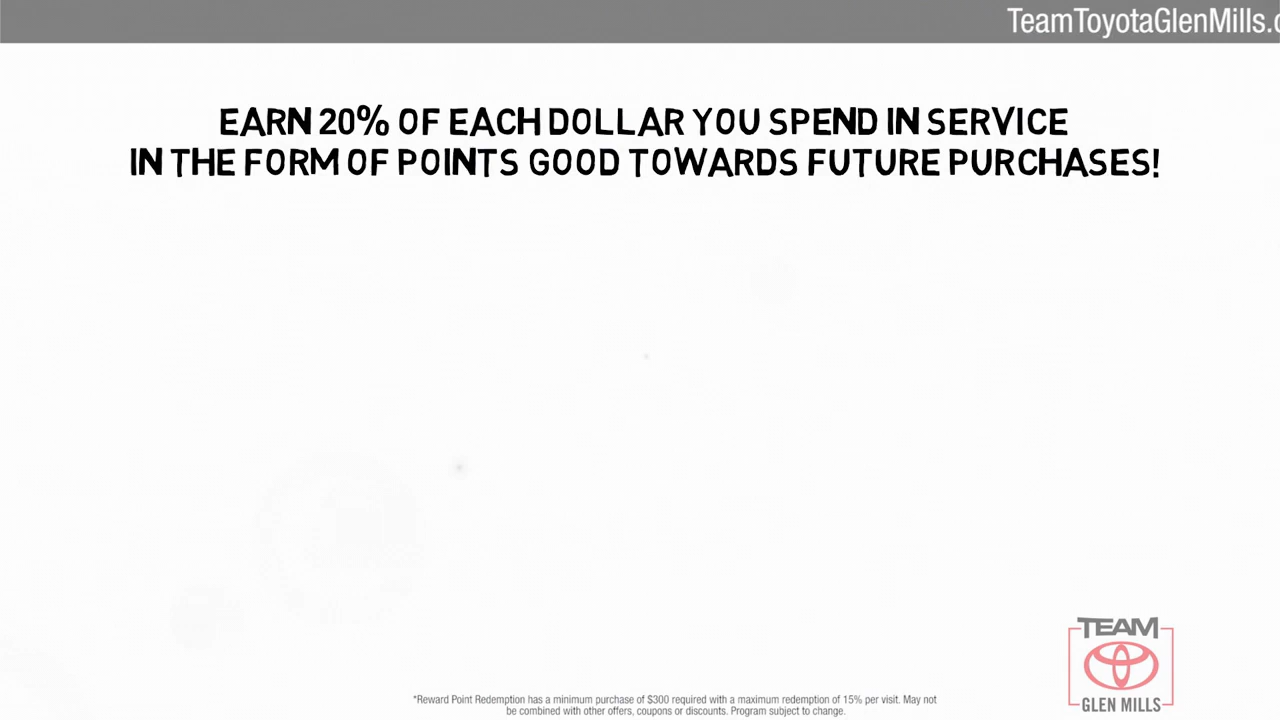 TeamToyotaGlenMills.c
EARN 20% OF EACH DOLLAR YOU SPEND IN SERVICE
IN THE FORM OF POINTS GOOD TOWARDS FUTURE PURCHASES!
TEAM
GLEN MILLS
*Reward Point Redemption has a minimum purchase of $300 required with a maximum redemption of 15% per visit. May not
be combined with other offers, coupons or discounts. Program subject to change.